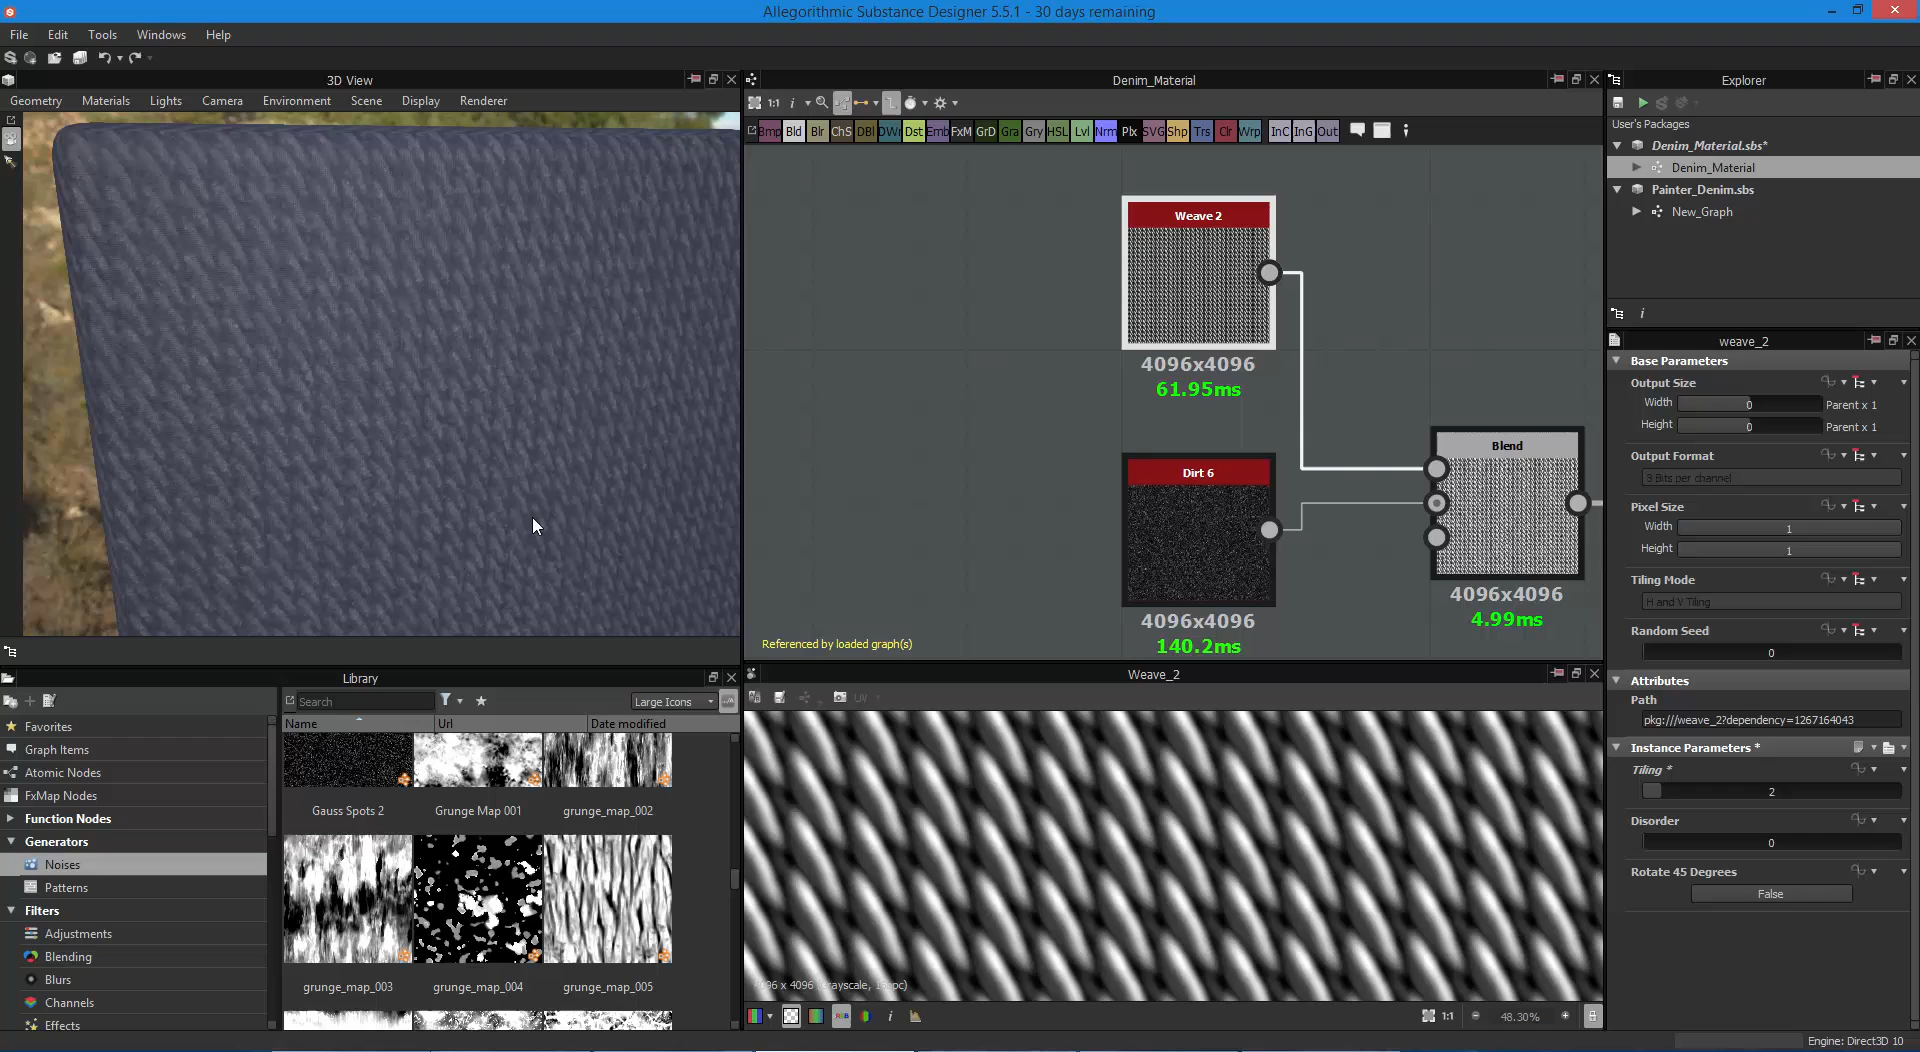 Allegorithmic Substance Designer 5.5.1 - 30 days remaining
File Edit Tools Windows Help
3D View
Geometry Materials Lights Camera Environment Scene Display Renderer
Denim_Material
1:1 i
Bmp Bld Blr ChS DBl DWr Dst Emb FxM GrD Gra Gry HSL Lvl Nrm Plx SVG Shp Trs Clr Wrp InC InG Out
Weave 2
4096x4096
61.95ms
Dirt 6
4096x4096
140.2ms
Blend
4096x4096
4.99ms
Referenced by loaded graph(s)
Explorer
User's Packages
Denim_Material.sbs*
Denim_Material
Painter_Denim.sbs
New_Graph
i
weave_2
Base Parameters
Output Size
Width 0 Parent x 1
Height 0 Parent x 1
Output Format
8 Bits per channel
Pixel Size
Width 1
Height 1
Tiling Mode
H and V Tiling
Random Seed
0
Attributes
Path
pkg:///weave_2?dependency=1267164043
Instance Parameters *
Tiling *
2
Disorder
0
Rotate 45 Degrees
False
Library
Search
Large Icons
Name Url Date modified
Favorites
Graph Items
Atomic Nodes
FxMap Nodes
Function Nodes
Generators
Noises
Patterns
Filters
Adjustments
Blending
Blurs
Channels
Effects
Gauss Spots 2 Grunge Map 001 grunge_map_002
grunge_map_003 grunge_map_004 grunge_map_005
Weave_2
UV
4096 x 4096 (Grayscale, 16bpc)
RGB i 1:1 48.30%
Engine: Direct3D 10